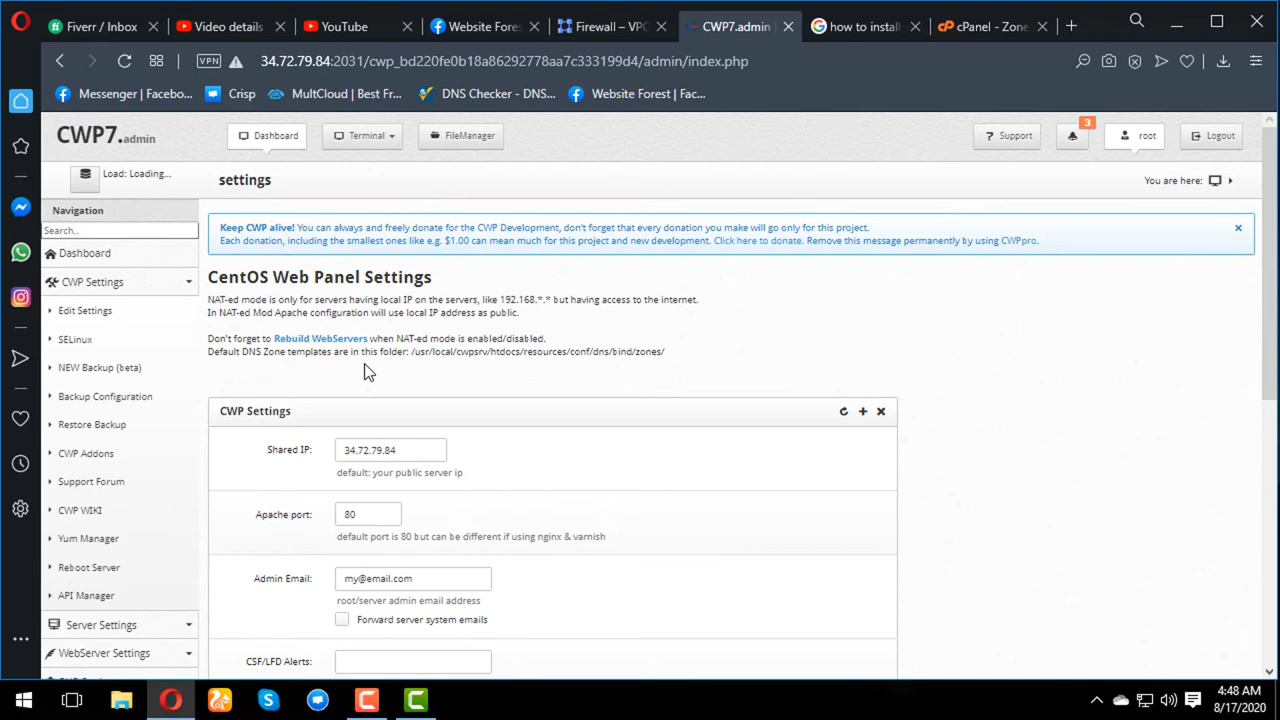 Fiverr / Inbox
Video details
YouTube
Website Fores
Firewall – VPC
CWP7.admin
how to install
cPanel - Zone
VPN
34.72.79.84:2031/cwp_bd220fe0b18a86292778aa7c333199d4/admin/index.php
Messenger | Facebo...
Crisp
MultCloud | Best Fr...
DNS Checker - DNS...
Website Forest | Fac...
CWP7.admin
Dashboard
Terminal
FileManager
3
? Support
root
Logout
Load: Loading...
settings
You are here:
Navigation
Search..
Dashboard
CWP Settings
Edit Settings
SELinux
NEW Backup (beta)
Backup Configuration
Restore Backup
CWP Addons
Support Forum
CWP WIKI
Yum Manager
Reboot Server
API Manager
Server Settings
WebServer Settings
Keep CWP alive! You can always and freely donate for the CWP Development, don't forget that every donation you make will go only for this project.
Each donation, including the smallest ones like e.g. $1.00 can mean much for this project and new development. Click here to donate. Remove this message permanently by using CWPpro.
CentOS Web Panel Settings
NAT-ed mode is only for servers having local IP on the servers, like 192.168.*.* but having access to the internet.
In NAT-ed Mod Apache configuration will use local IP address as public.
Don't forget to Rebuild WebServers when NAT-ed mode is enabled/disabled.
Default DNS Zone templates are in this folder: /usr/local/cwpsrv/htdocs/resources/conf/dns/bind/zones/
CWP Settings
Shared IP:
34.72.79.84
default: your public server ip
Apache port:
80
default port is 80 but can be different if using nginx & varnish
Admin Email:
my@email.com
root/server admin email address
Forward server system emails
CSF/LFD Alerts:
4:48 AM
8/17/2020